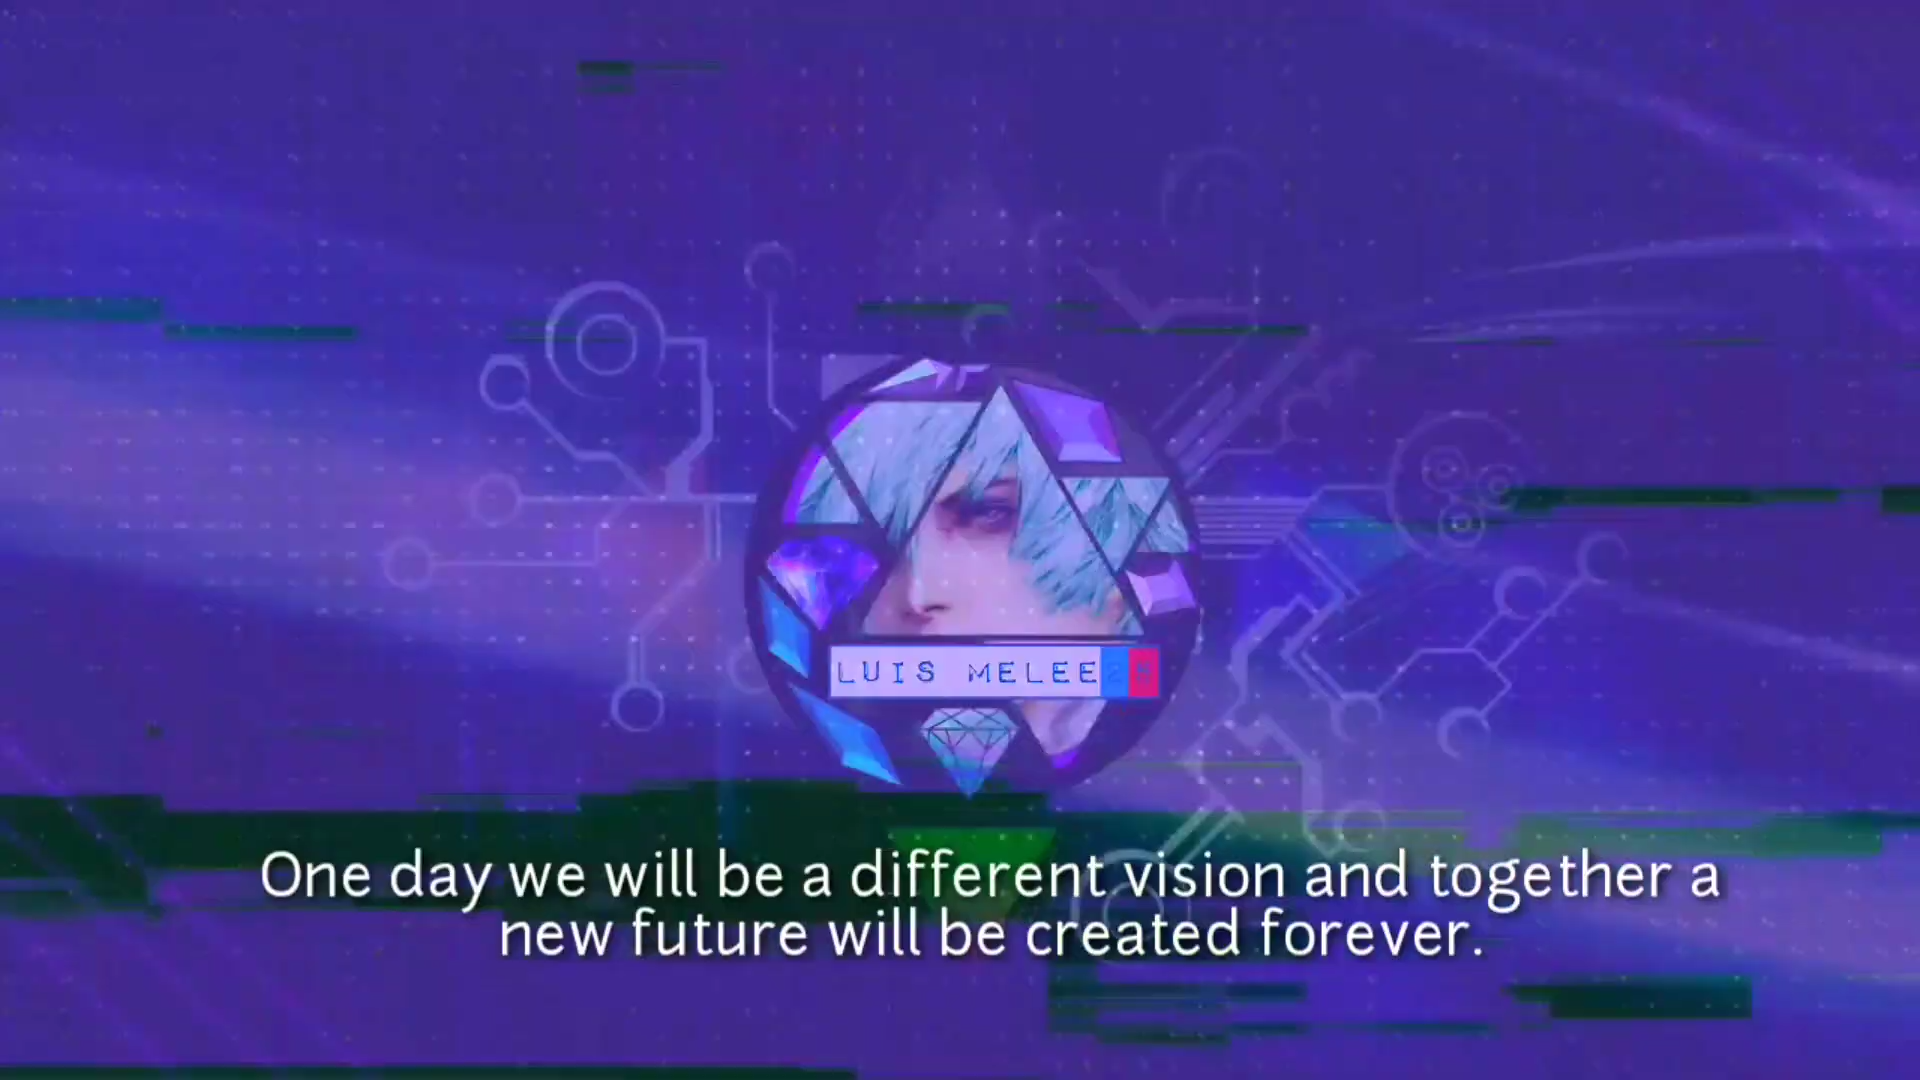 LUIS MELEE
One day we will be a different vision and together a
new future will be created forever.